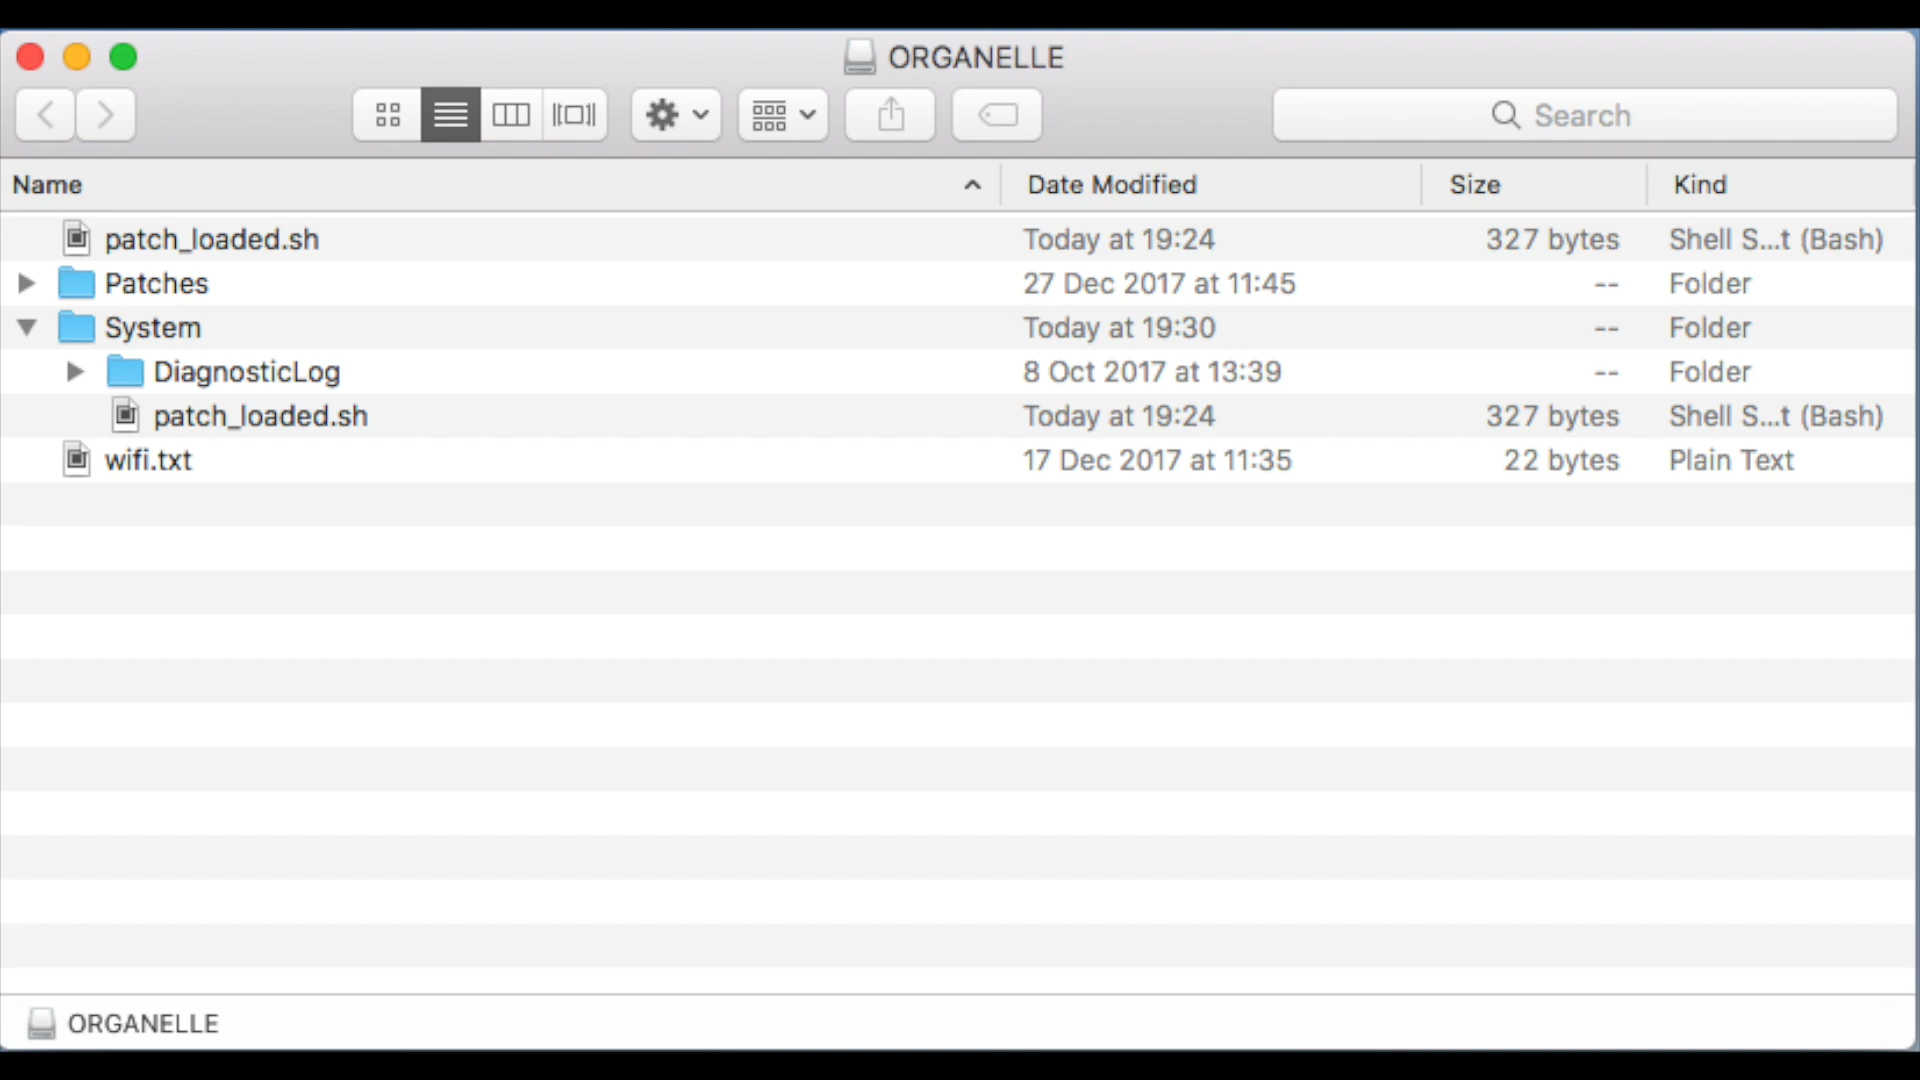 ORGANELLE
Search
Name Date Modified Size Kind
patch_loaded.sh Today at 19:24 327 bytes Shell S...t (Bash)
Patches 27 Dec 2017 at 11:45 -- Folder
System Today at 19:30 -- Folder
DiagnosticLog 8 Oct 2017 at 13:39 -- Folder
patch_loaded.sh Today at 19:24 327 bytes Shell S...t (Bash)
wifi.txt 17 Dec 2017 at 11:35 22 bytes Plain Text
ORGANELLE